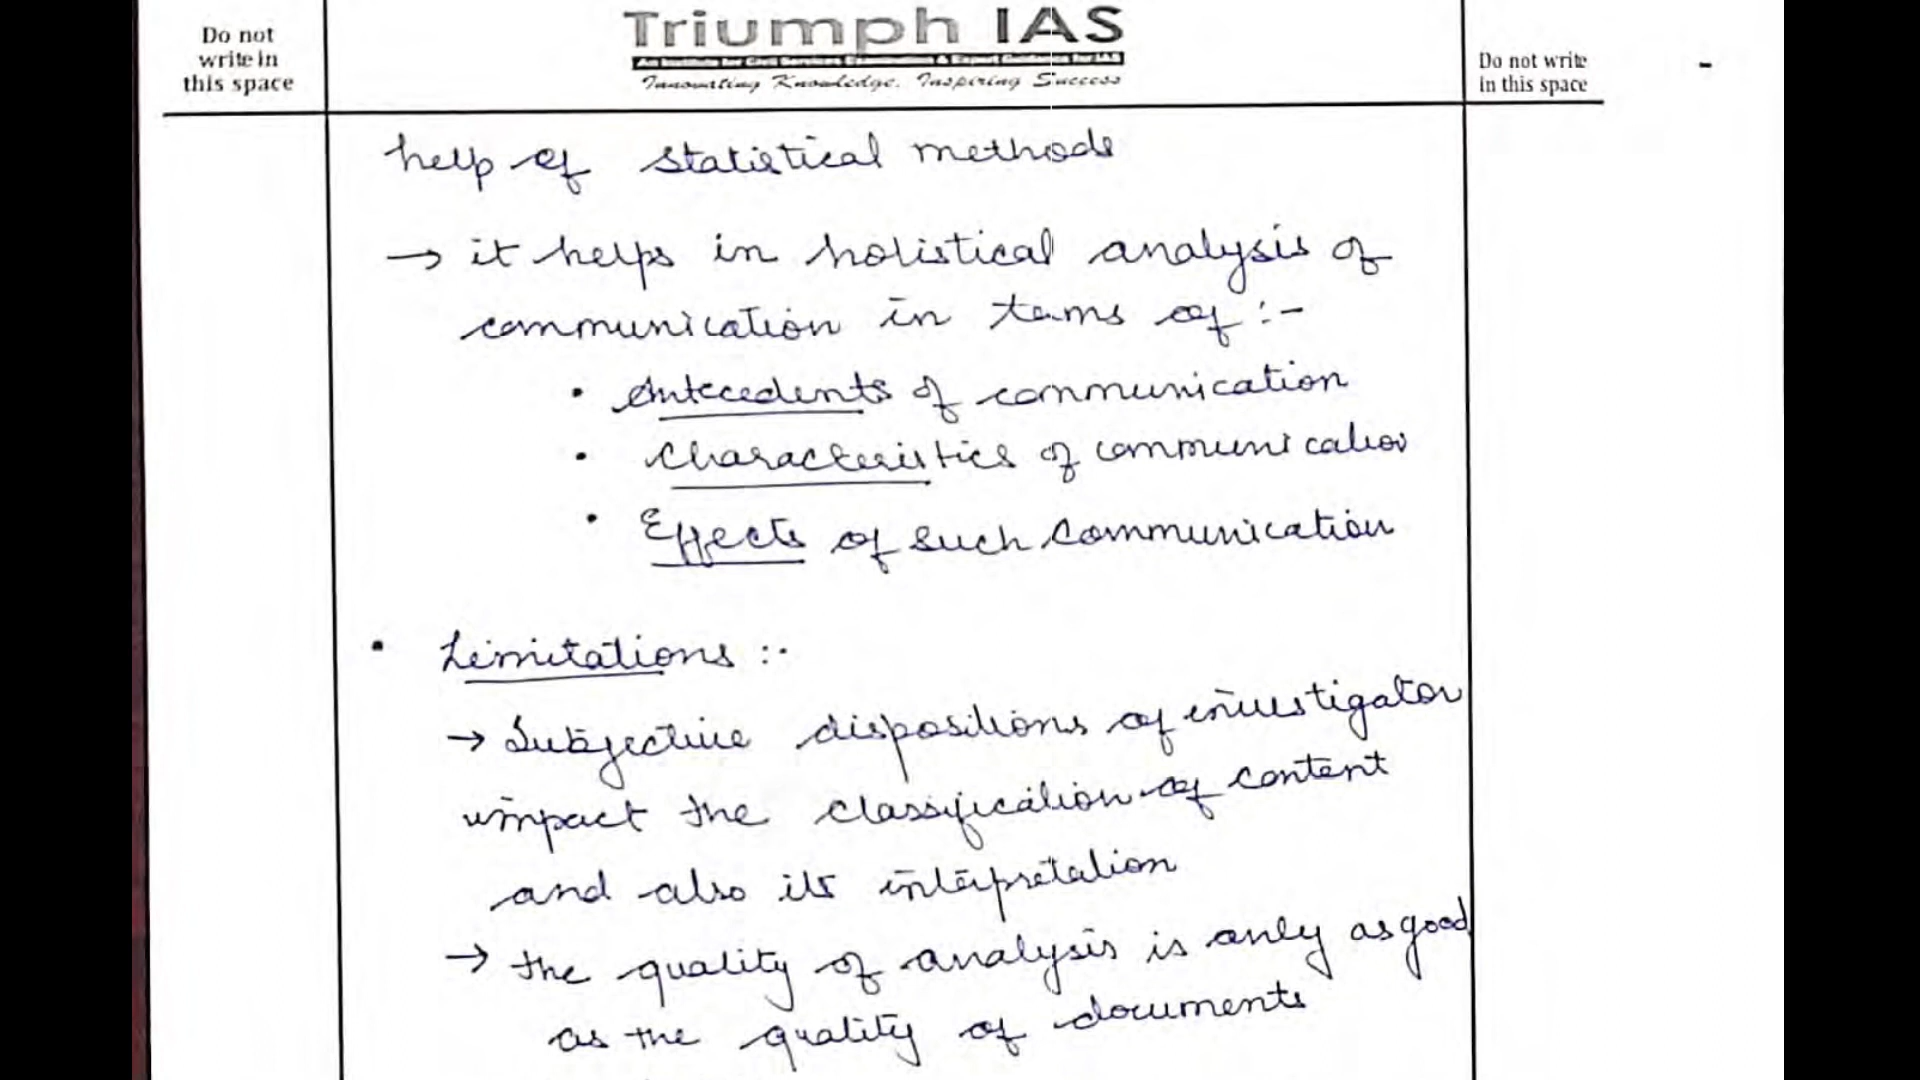 Do not
write in
this space
Triumph IAS
Innovating Knowledge, Inspiring Success
Do not write
in this space
help of statistical methods
→ it helps in holistical analysis of
communication in terms of :-
• Antecedents of communication
• Characteristics of communication
• Effects of such communication
• Limitations :-
→ Subjective dispositions of investigator
impact the classification of content
and also its interpretation
→ the quality of analysis is only as good
as the quality of documents